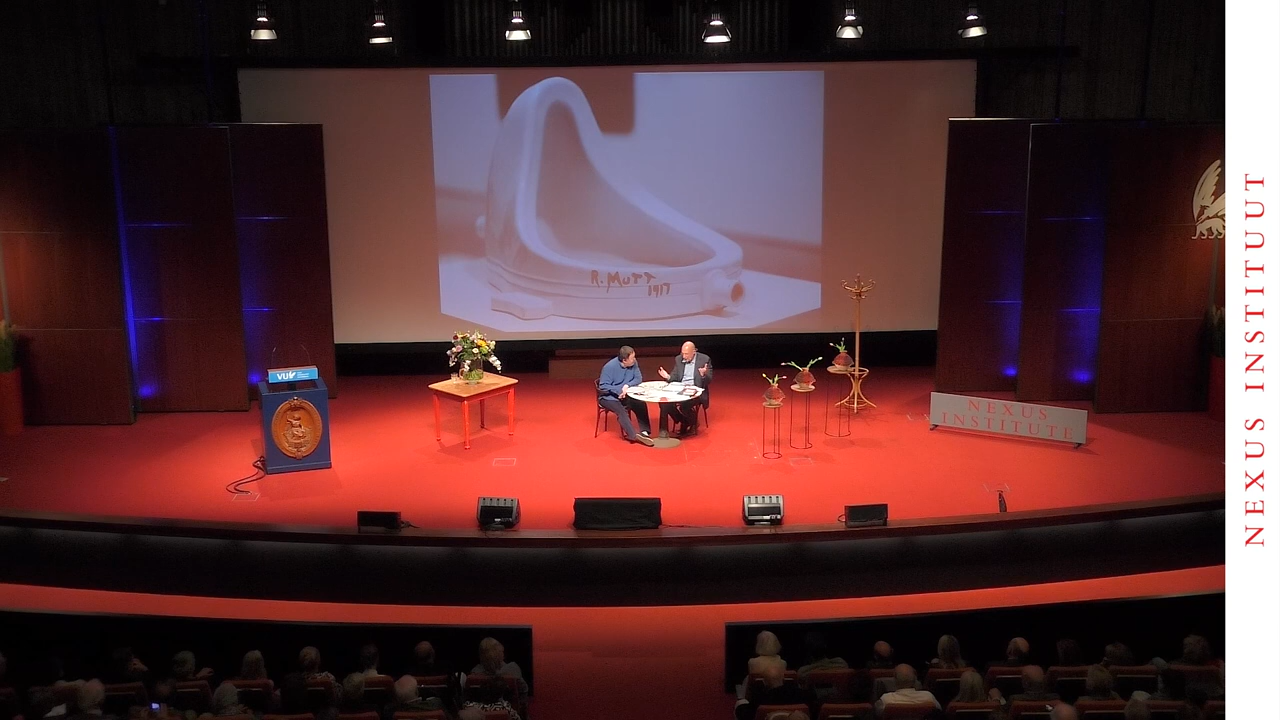 R. MUTT
1917
VU
NEXUS
INSTITUTE
NEXUS INSTITUUT